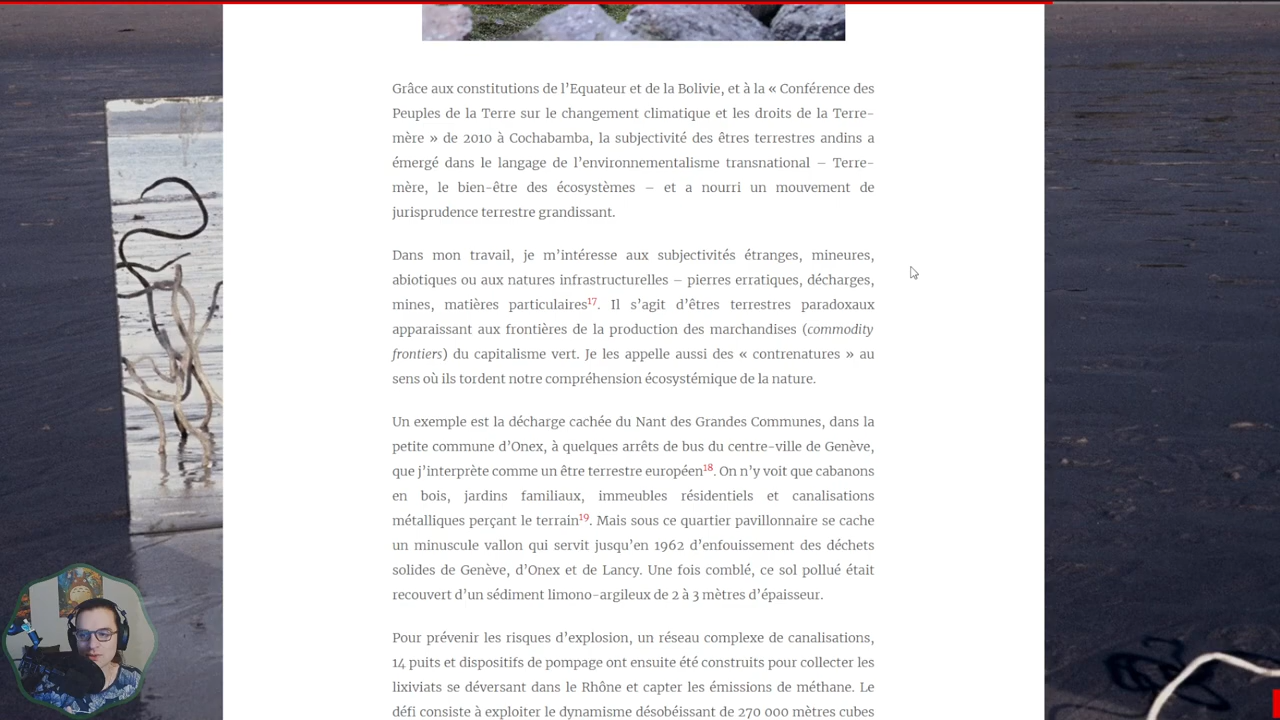 Grâce aux constitutions de l’Equateur et de la Bolivie, et à la « Conférence des
Peuples de la Terre sur le changement climatique et les droits de la Terre-
mère » de 2010 à Cochabamba, la subjectivité des êtres terrestres andins a
émergé dans le langage de l’environnementalisme transnational – Terre-
mère, le bien-être des écosystèmes – et a nourri un mouvement de
jurisprudence terrestre grandissant.
Dans mon travail, je m’intéresse aux subjectivités étranges, mineures,
abiotiques ou aux natures infrastructurelles – pierres erratiques, décharges,
mines, matières particulaires17. Il s’agit d’êtres terrestres paradoxaux
apparaissant aux frontières de la production des marchandises (commodity
frontiers) du capitalisme vert. Je les appelle aussi des « contrenatures » au
sens où ils tordent notre compréhension écosystémique de la nature.
Un exemple est la décharge cachée du Nant des Grandes Communes, dans la
petite commune d’Onex, à quelques arrêts de bus du centre-ville de Genève,
que j’interprète comme un être terrestre européen18. On n’y voit que cabanons
en bois, jardins familiaux, immeubles résidentiels et canalisations
métalliques perçant le terrain19. Mais sous ce quartier pavillonnaire se cache
un minuscule vallon qui servit jusqu’en 1962 d’enfouissement des déchets
solides de Genève, d’Onex et de Lancy. Une fois comblé, ce sol pollué était
recouvert d’un sédiment limono-argileux de 2 à 3 mètres d’épaisseur.
Pour prévenir les risques d’explosion, un réseau complexe de canalisations,
14 puits et dispositifs de pompage ont ensuite été construits pour collecter les
lixiviats se déversant dans le Rhône et capter les émissions de méthane. Le
défi consiste à exploiter le dynamisme désobéissant de 270 000 mètres cubes